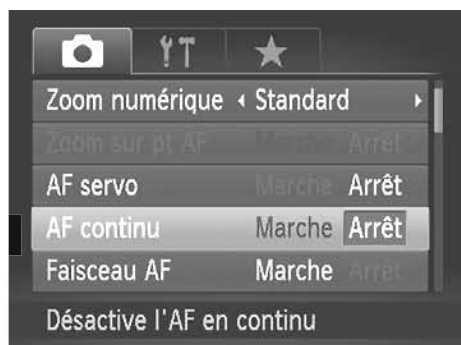 Zoom numérique Standard
Zoom sur pt AF Marche Arrêt
AF servo Marche Arrêt
AF continu Marche Arrêt
Faisceau AF Marche Arrêt
Désactive l'AF en continu